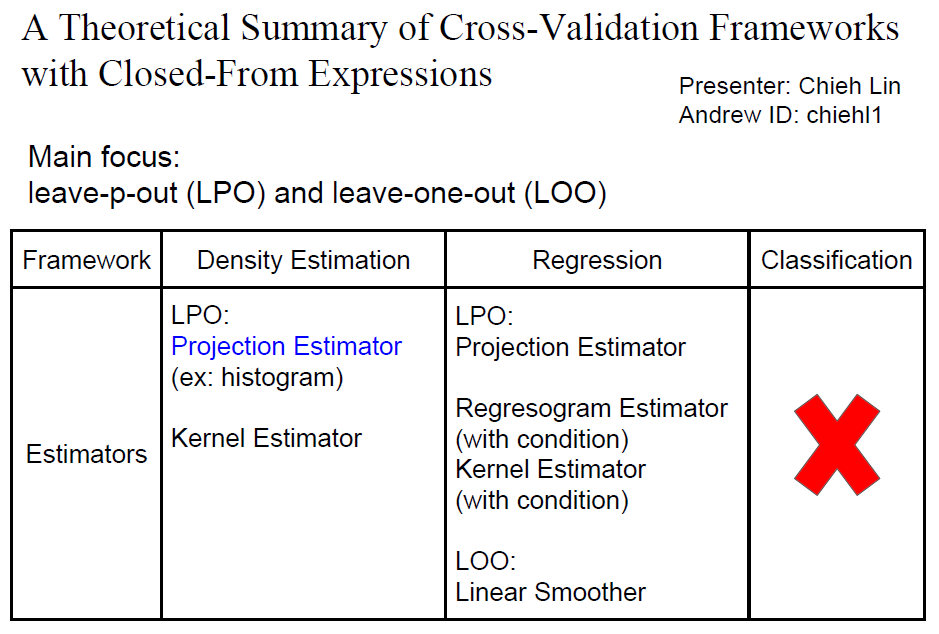 A Theoretical Summary of Cross-Validation Frameworks
with Closed-From Expressions
Presenter: Chieh Lin
Andrew ID: chiehl1
Main focus:
leave-p-out (LPO) and leave-one-out (LOO)
Framework
Density Estimation
Regression
Classification
Estimators
LPO:
Projection Estimator
(ex: histogram)
Kernel Estimator
LPO:
Projection Estimator
Regresogram Estimator
(with condition)
Kernel Estimator
(with condition)
LOO:
Linear Smoother